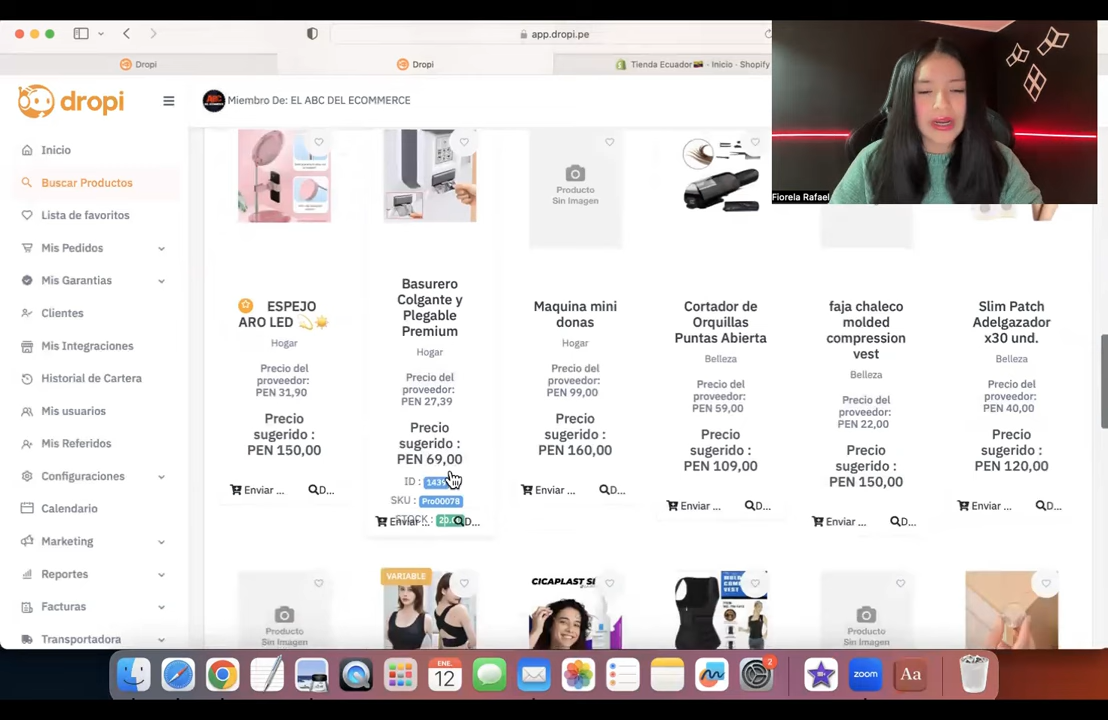 app.dropi.pe
Dropi
Dropi
Tienda Ecuador🇪🇨 - Inicio · Shopify
dropi
Miembro De: EL ABC DEL ECOMMERCE
Fiorela Rafael
Inicio
Buscar Productos
Lista de favoritos
Mis Pedidos
Mis Garantias
Clientes
Mis Integraciones
Historial de Cartera
Mis usuarios
Mis Referidos
Configuraciones
Calendario
Marketing
Reportes
Facturas
Transportadora
ESPEJO
ARO LED 💫☀️
Hogar
Precio del
proveedor:
PEN 31,90
Precio
sugerido :
PEN 150,00
Enviar ...
D...
Basurero
Colgante y
Plegable
Premium
Hogar
Precio del
proveedor:
PEN 27,39
Precio
sugerido :
PEN 69,00
ID :
SKU : Pro00078
STOCK :
Enviar ...
D...
Producto
Sin Imagen
Maquina mini
donas
Hogar
Precio del
proveedor:
PEN 99,00
Precio
sugerido :
PEN 160,00
Enviar ...
D...
Cortador de
Orquillas
Puntas Abierta
Belleza
Precio del
proveedor:
PEN 59,00
Precio
sugerido :
PEN 109,00
Enviar ...
D...
faja chaleco
molded
compression
vest
Belleza
Precio del
proveedor:
PEN 22,00
Precio
sugerido :
PEN 150,00
Enviar ...
D...
Slim Patch
Adelgazador
x30 und.
Belleza
Precio del
proveedor:
PEN 40,00
Precio
sugerido :
PEN 120,00
Enviar ...
D...
Producto
Sin Imagen
VARIABLE
CICAPLAST
Producto
Sin Imagen
ENE.
12
2
zoom
Aa